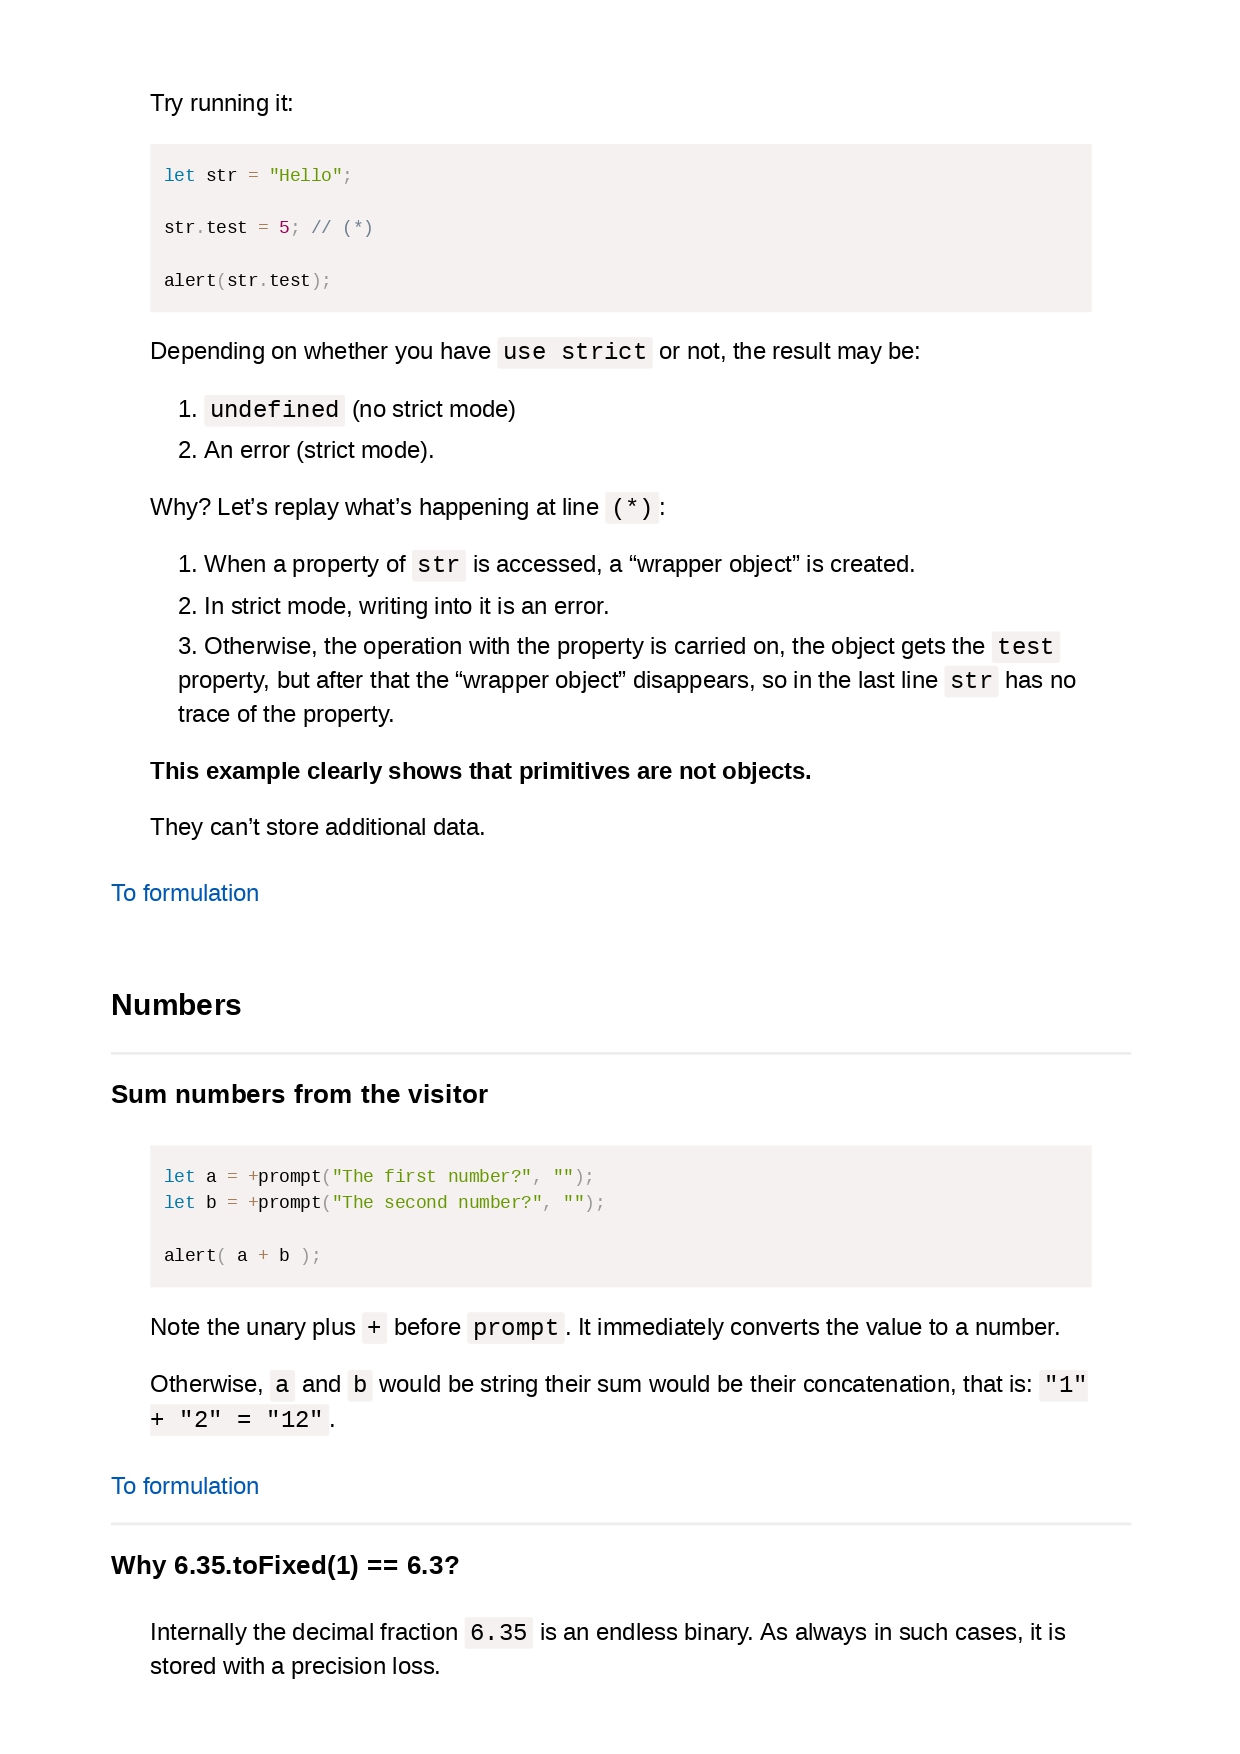 Try running it:
let str = "Hello";
str.test = 5; // (*)
alert(str.test);
Depending on whether you have use strict or not, the result may be:
1. undefined (no strict mode)
2. An error (strict mode).
Why? Let’s replay what’s happening at line (*):
1. When a property of str is accessed, a “wrapper object” is created.
2. In strict mode, writing into it is an error.
3. Otherwise, the operation with the property is carried on, the object gets the test
property, but after that the “wrapper object” disappears, so in the last line str has no
trace of the property.
This example clearly shows that primitives are not objects.
They can’t store additional data.
To formulation
Numbers
Sum numbers from the visitor
let a = +prompt("The first number?", "");
let b = +prompt("The second number?", "");
alert( a + b );
Note the unary plus + before prompt. It immediately converts the value to a number.
Otherwise, a and b would be string their sum would be their concatenation, that is: "1"
+ "2" = "12".
To formulation
Why 6.35.toFixed(1) == 6.3?
Internally the decimal fraction 6.35 is an endless binary. As always in such cases, it is
stored with a precision loss.